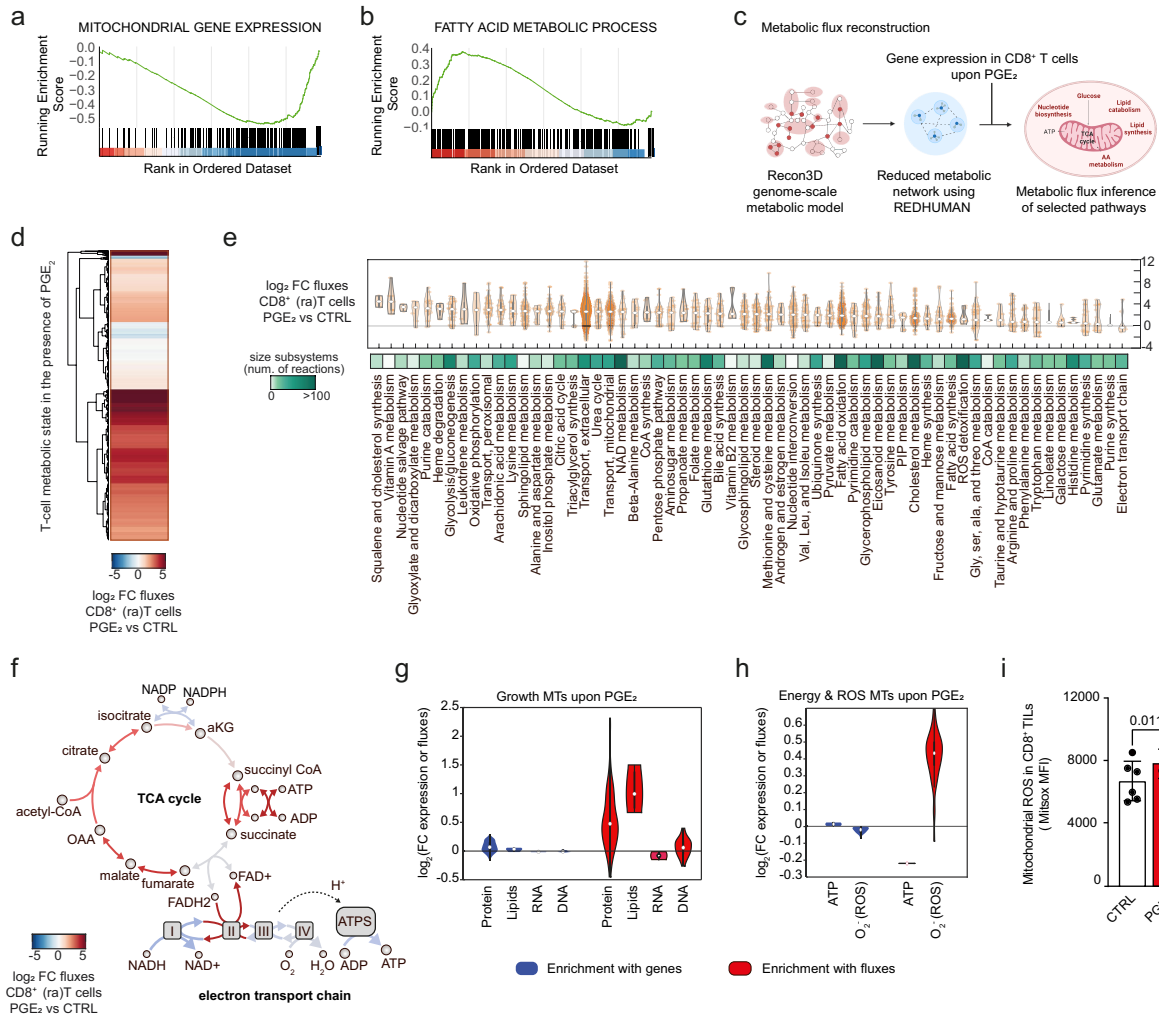 a
MITOCHONDRIAL GENE EXPRESSION
Running Enrichment
Score
0.0
−0.1
−0.2
−0.3
−0.4
−0.5
Rank in Ordered Dataset
b
FATTY ACID METABOLIC PROCESS
Running Enrichment
Score
0.4
0.3
0.2
0.1
0.0
−0.1
Rank in Ordered Dataset
c
Metabolic flux reconstruction
Gene expression in CD8⁺ T cells
upon PGE₂
Glucose
Nucleotide
biosynthesis
Lipid
catabolism
ATP
TCA
cycle
Lipid
synthesis
AA
metabolism
Recon3D
genome-scale
metabolic model
Reduced metabolic
network using
REDHUMAN
Metabolic flux inference
of selected pathways
d
T-cell metabolic state in the presence of PGE₂
-5 0 5
log₂ FC fluxes
CD8⁺ (ra)T cells
PGE₂ vs CTRL
e
log₂ FC fluxes
CD8⁺ (ra)T cells
PGE₂ vs CTRL
12
8
4
0
-4
size subsystems
(num. of reactions)
0 >100
Squalene and cholesterol synthesis
Vitamin A metabolism
Nucleotide salvage pathway
Glyoxylate and dicarboxylate metabolism
Purine catabolism
Heme degradation
Glycolysis/gluconeogenesis
Leukotriene metabolism
Oxidative phosphorylation
Transport, peroxisomal
Arachidonic acid metabolism
Lysine metabolism
Sphingolipid metabolism
Alanine and aspartate metabolism
Inositol phosphate metabolism
Citric acid cycle
Triacylglycerol synthesis
Transport, extracellular
Urea cycle
Transport, mitochondrial
NAD metabolism
Beta-Alanine metabolism
CoA synthesis
Pentose phosphate pathway
Aminosugar metabolism
Propanoate metabolism
Folate metabolism
Glutathione metabolism
Bile acid synthesis
Vitamin B2 metabolism
Glycosphingolipid metabolism
Steroid metabolism
Methionine and cysteine metabolism
Androgen and estrogen metabolism
Nucleotide interconversion
Val, Leu, and Isoleu metabolism
Ubiquinone synthesis
Pyruvate metabolism
Fatty acid oxidation
Pyrimidine catabolism
Glycerophospholipid metabolism
Eicosanoid metabolism
Tyrosine metabolism
PIP metabolism
Cholesterol metabolism
Heme synthesis
Fructose and mannose metabolism
Fatty acid synthesis
ROS detoxification
Gly, ser, ala, and threo metabolism
CoA catabolism
Taurine and hypotaurine metabolism
Arginine and proline metabolism
Phenylalanine metabolism
Tryptophan metabolism
Linoleate metabolism
Galactose metabolism
Histidine metabolism
Pyrimidine synthesis
Glutamate metabolism
Purine synthesis
Electron transport chain
f
NADP
NADPH
isocitrate
aKG
citrate
succinyl CoA
ATP
acetyl-CoA
TCA cycle
ADP
OAA
succinate
malate
fumarate
FAD+
FADH2
H⁺
I
II
III
IV
ATPS
NADH
NAD+
O₂
H₂O
ADP
ATP
electron transport chain
-5 0 5
log₂ FC fluxes
CD8⁺ (ra)T cells
PGE₂ vs CTRL
g
Growth MTs upon PGE₂
log₂(FC expression or fluxes)
2.5
2
1.5
1
0.5
0
-0.5
Protein
Lipids
RNA
DNA
Protein
Lipids
RNA
DNA
h
Energy & ROS MTs upon PGE₂
log₂(FC expression or fluxes)
0.6
0.5
0.4
0.3
0.2
0.1
0
-0.1
-0.2
-0.3
ATP
O₂⁻(ROS)
ATP
O₂⁻(ROS)
Enrichment with genes
Enrichment with fluxes
i
Mitochondrial ROS in CD8⁺ TILs
( Mitsox MFI)
12000
8000
4000
0
0.011
CTRL